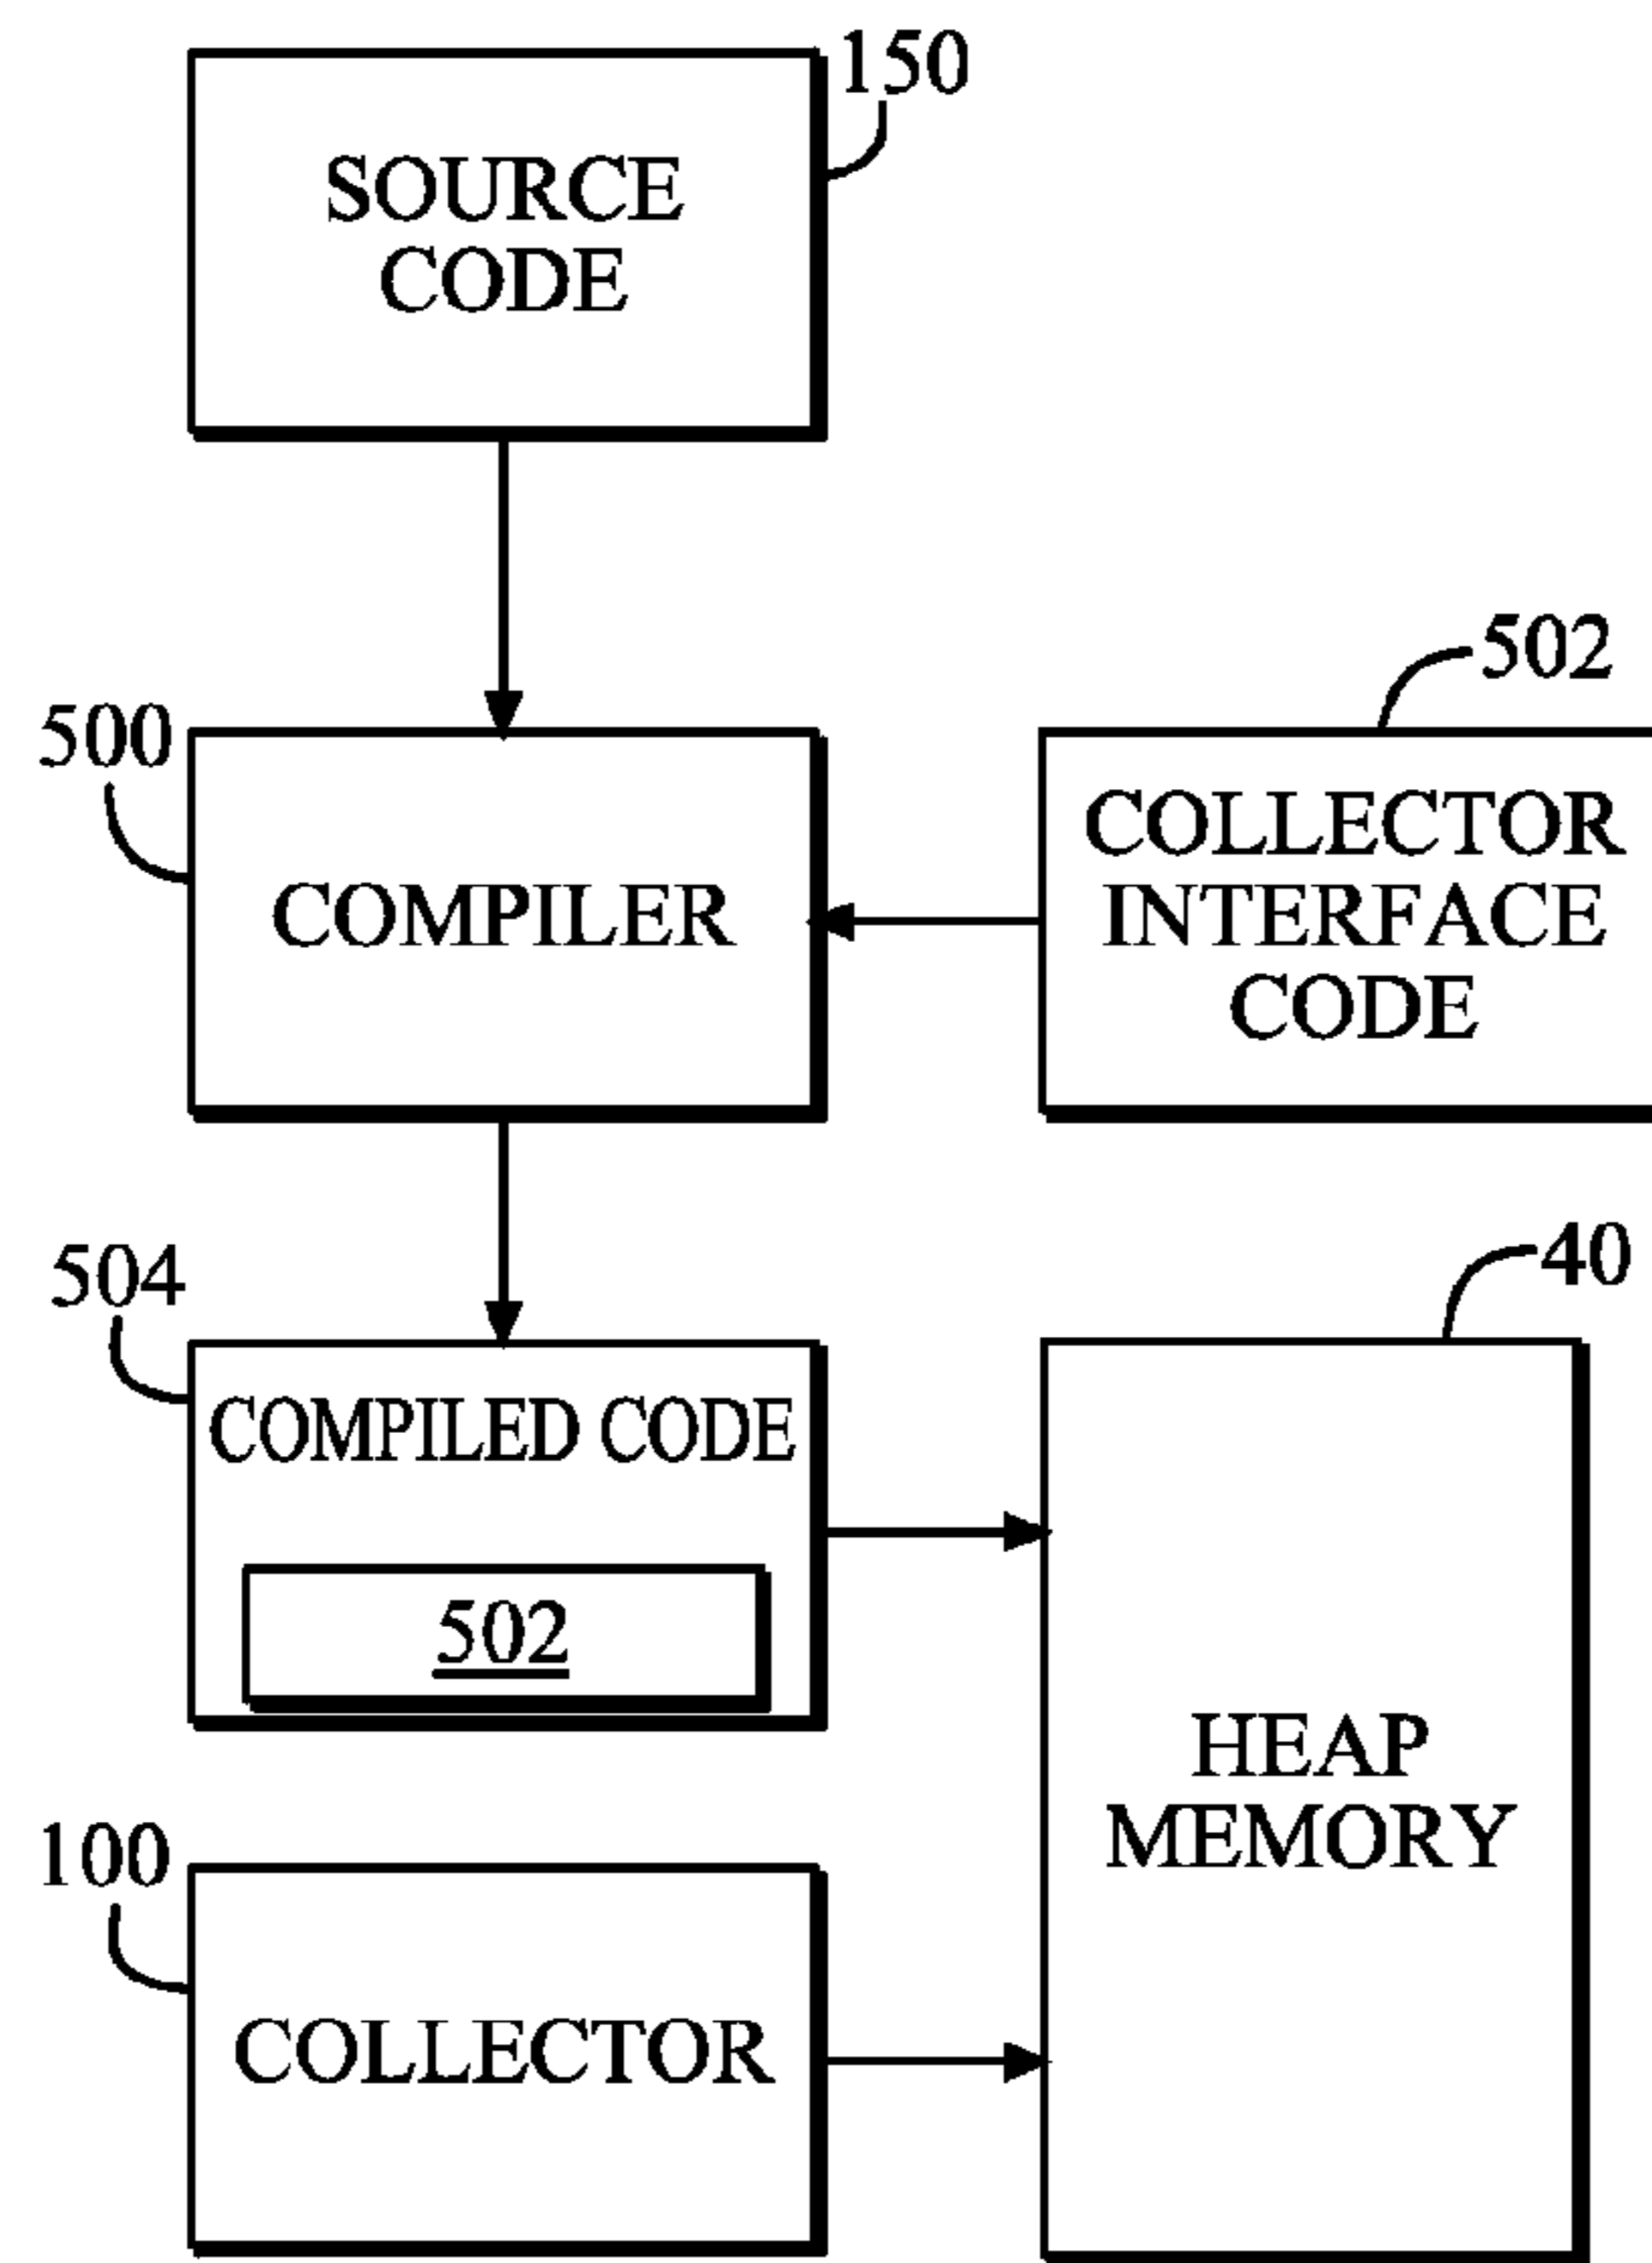 150
SOURCE
CODE
502
500
COLLECTOR
COMPILER
INTERFACE
CODE
504
40
COMPILED CODE
502
HEAP
MEMORY
100
COLLECTOR